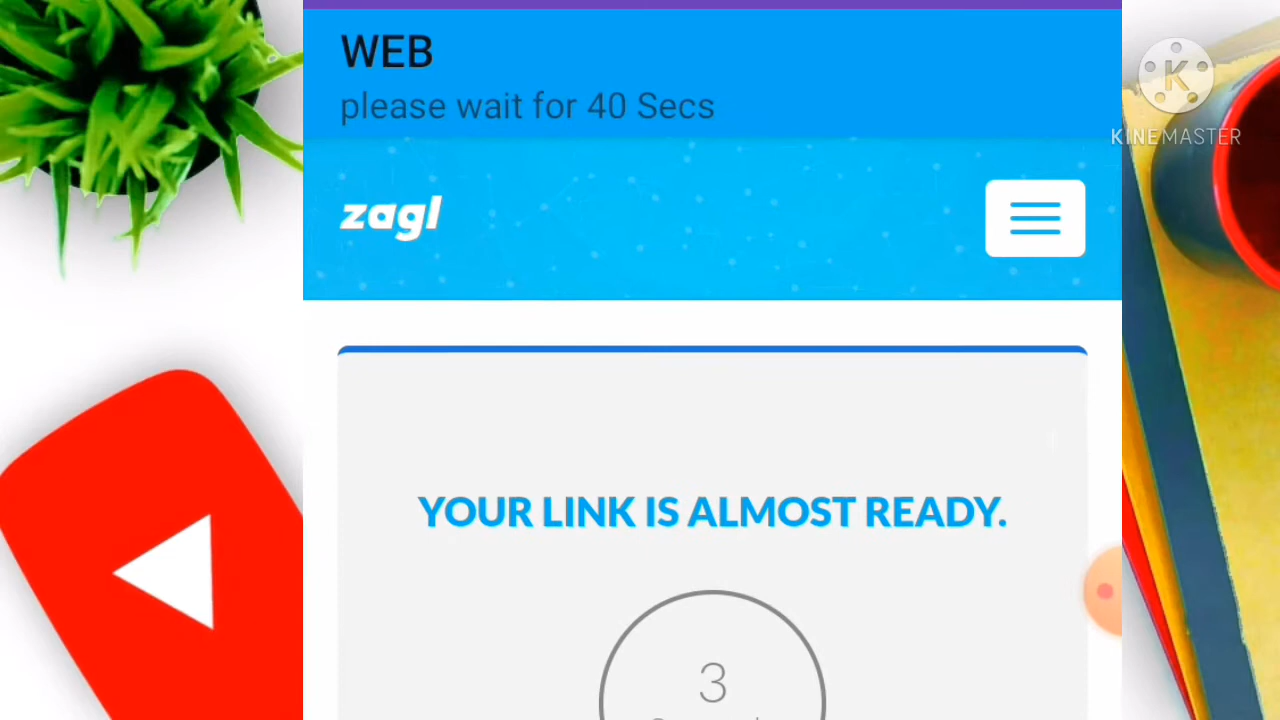 WEB
please wait for 40 Secs
KINEMASTER
zagl
YOUR LINK IS ALMOST READY.
3